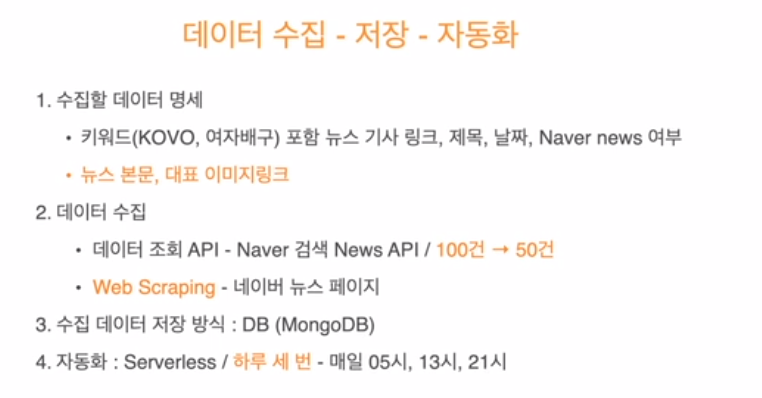 데이터 수집 - 저장 - 자동화
1. 수집할 데이터 명세
• 키워드(KOVO, 여자배구) 포함 뉴스 기사 링크, 제목, 날짜, Naver news 여부
• 뉴스 본문, 대표 이미지링크
2. 데이터 수집
• 데이터 조회 API - Naver 검색 News API / 100건 → 50건
• Web Scraping - 네이버 뉴스 페이지
3. 수집 데이터 저장 방식 : DB (MongoDB)
4. 자동화 : Serverless / 하루 세 번 - 매일 05시, 13시, 21시